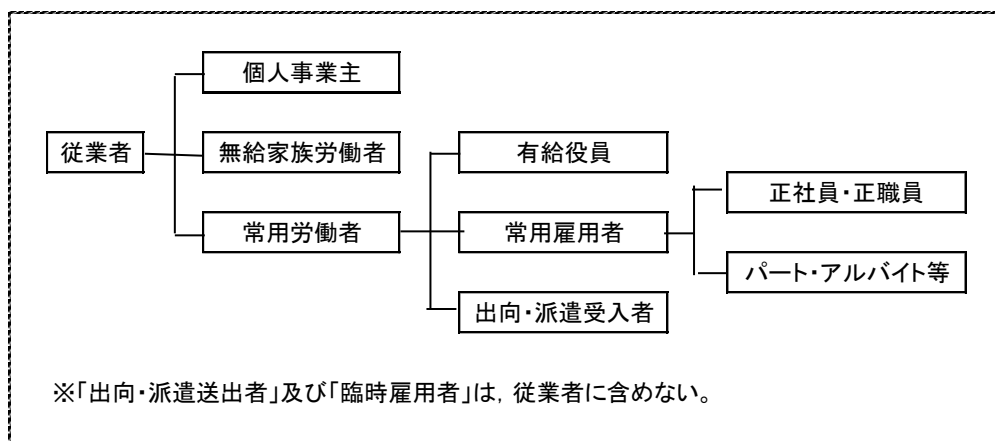 個人事業主
従業者
無給家族労働者
有給役員
正社員・正職員
常用労働者
常用雇用者
パート・アルバイト等
出向・派遣受入者
※「出向・派遣送出者」及び「臨時雇用者」は, 従業者に含めない。